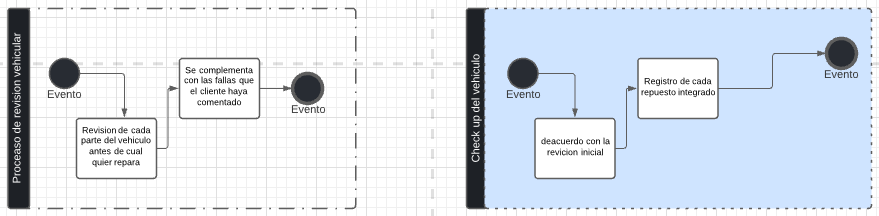 Proceaso de revision vehicular
Evento
Revision de cada
parte del vehiculo
antes de cual
quier repara
Se complementa
con las fallas que
el cliente haya
comentado
Evento
Check up del vehiculo
Evento
deacuerdo con la
revicion inicial
Registro de cada
repuesto integrado
Evento